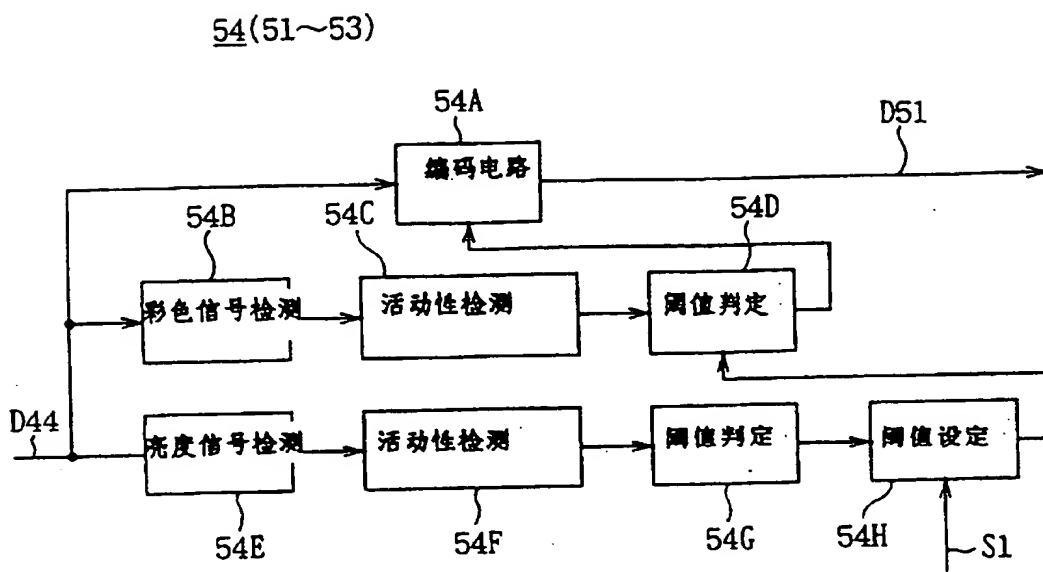 54(51～53)
54A
D51
编码电路
54B
54C
54D
彩色信号检测
活动性检测
阈值判定
D44
亮度信号检测
活动性检测
阈值判定
阈值设定
54E
54F
54G
54H
S1